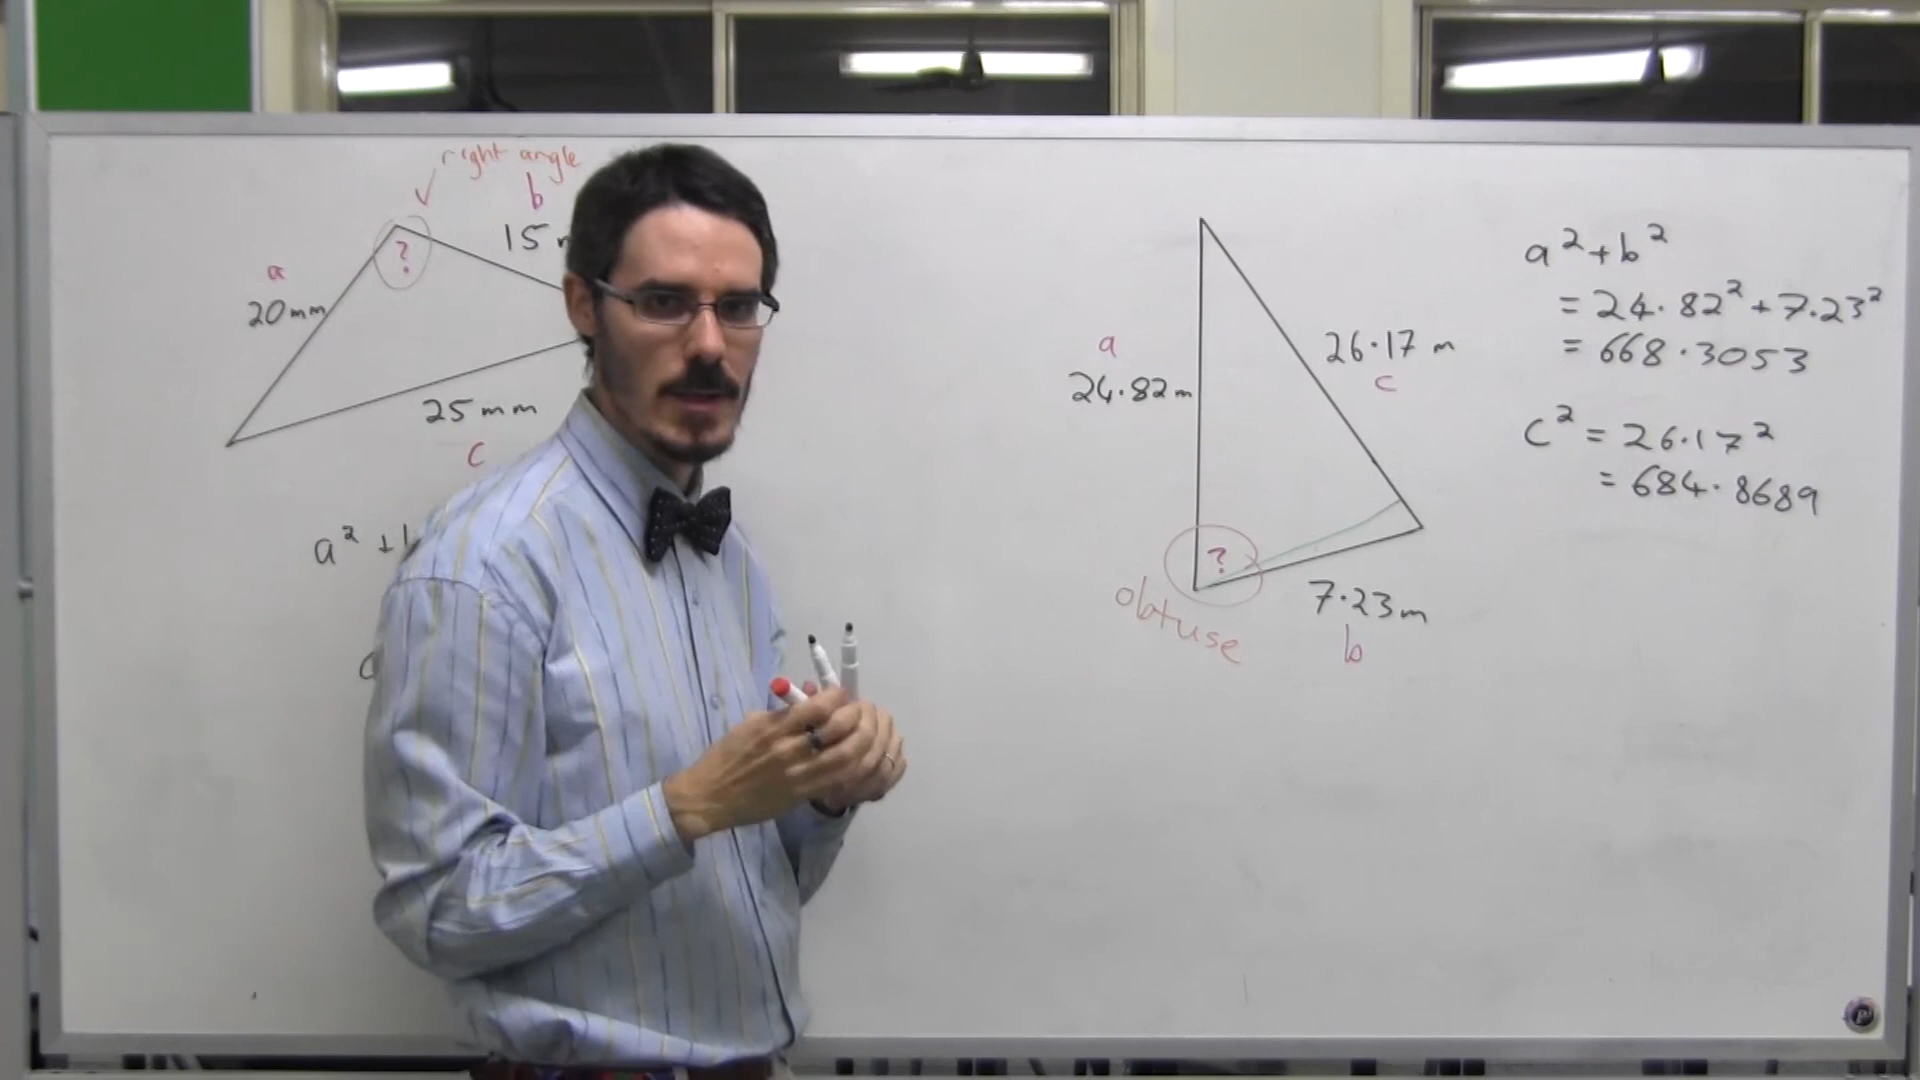 right angle
b
15
?
a
20mm
25mm
c
a² +
a
24.82m
26.17 m
c
?
obtuse
7.23m
b
a² + b²
= 24.82² + 7.23²
= 668.3053
c² = 26.17²
= 684.8689